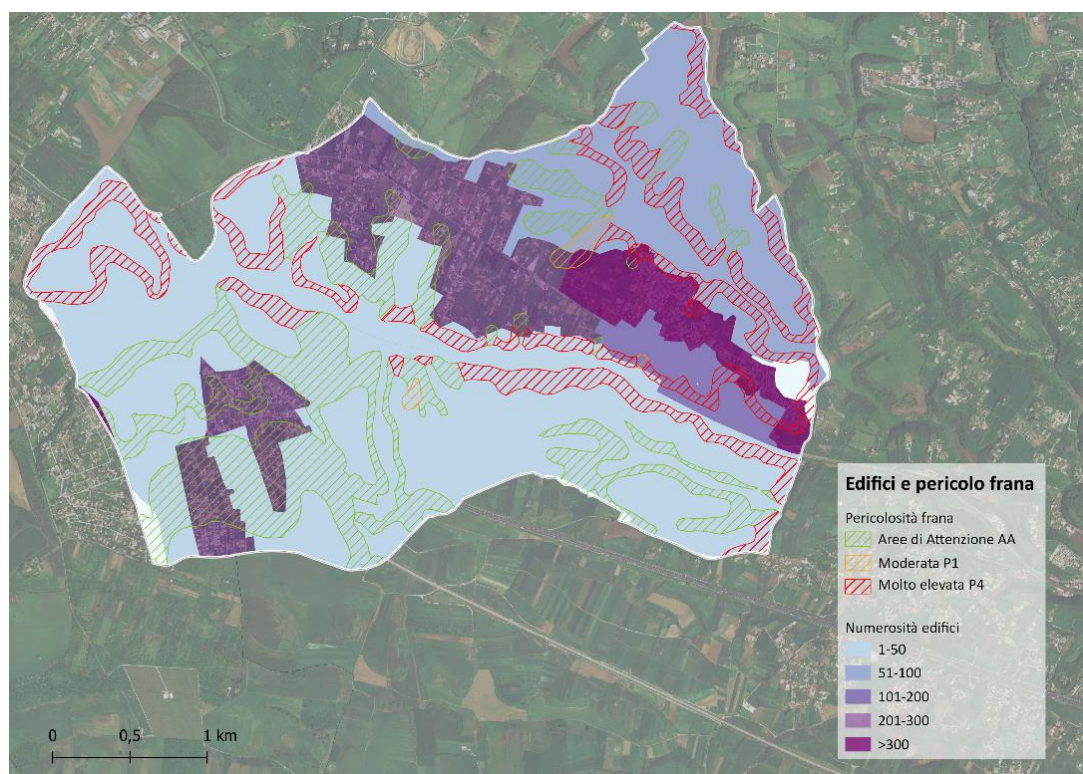 Edifici e pericolo frana
Pericolosità frana
Aree di Attenzione AA
Moderata P1
Molto elevata P4
Numerosità edifici
1-50
51-100
101-200
201-300
>300
0 0,5 1 km